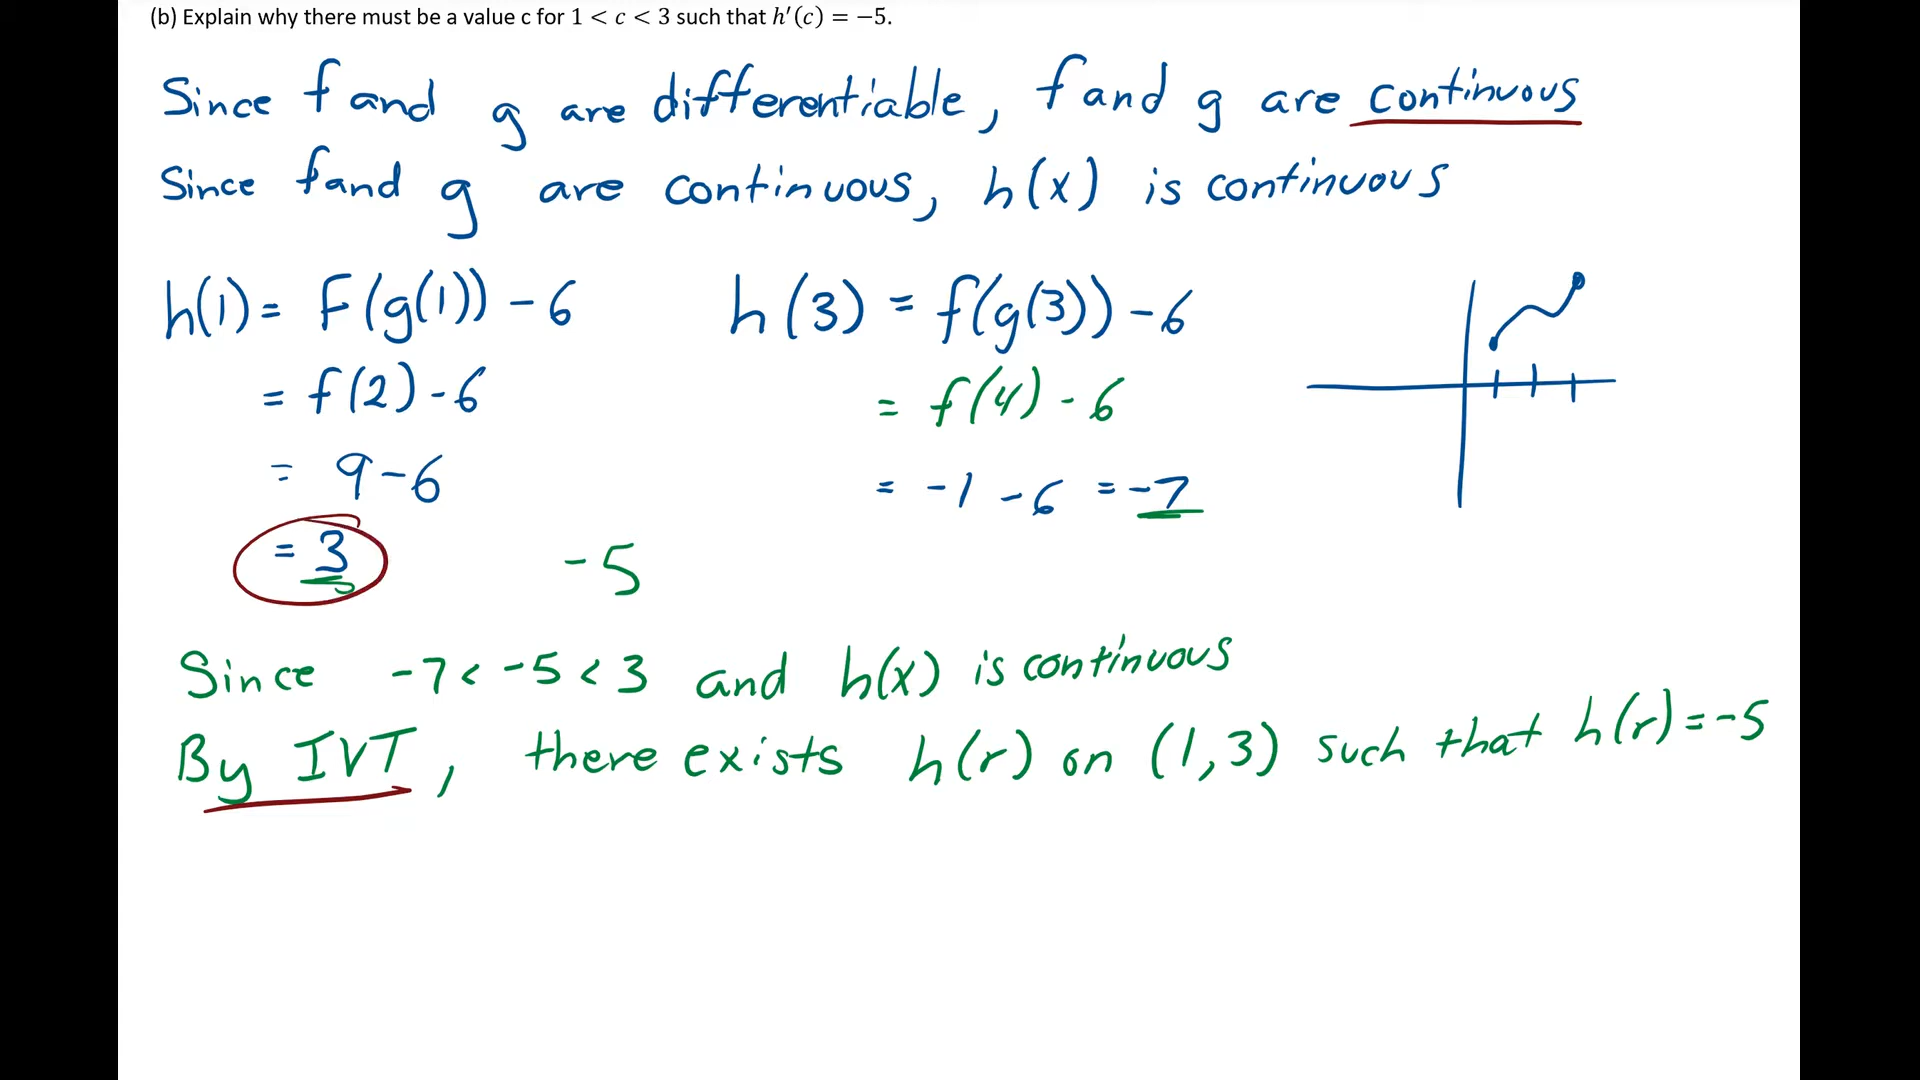 (b) Explain why there must be a value c for 1 < c < 3 such that h′(c) = −5.
Since f and g are differentiable, f and g are continuous
Since f and g are continuous, h(x) is continuous
h(1) = F(g(1)) - 6
= f(2) - 6
= 9 - 6
= 3
h(3) = f(g(3)) - 6
= f(4) - 6
= -1 - 6 = -7
-5
Since -7 < -5 < 3 and h(x) is continuous
By IVT, there exists h(r) on (1,3) such that h(r) = -5